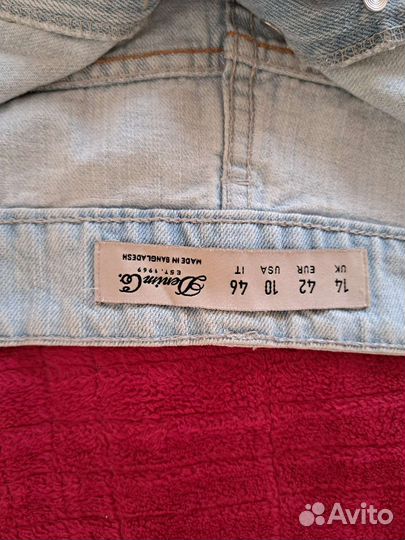 Denim Co.
EST. 1969
MADE IN BANGLADESH
14 42 10 46
UK EUR USA IT
Avito